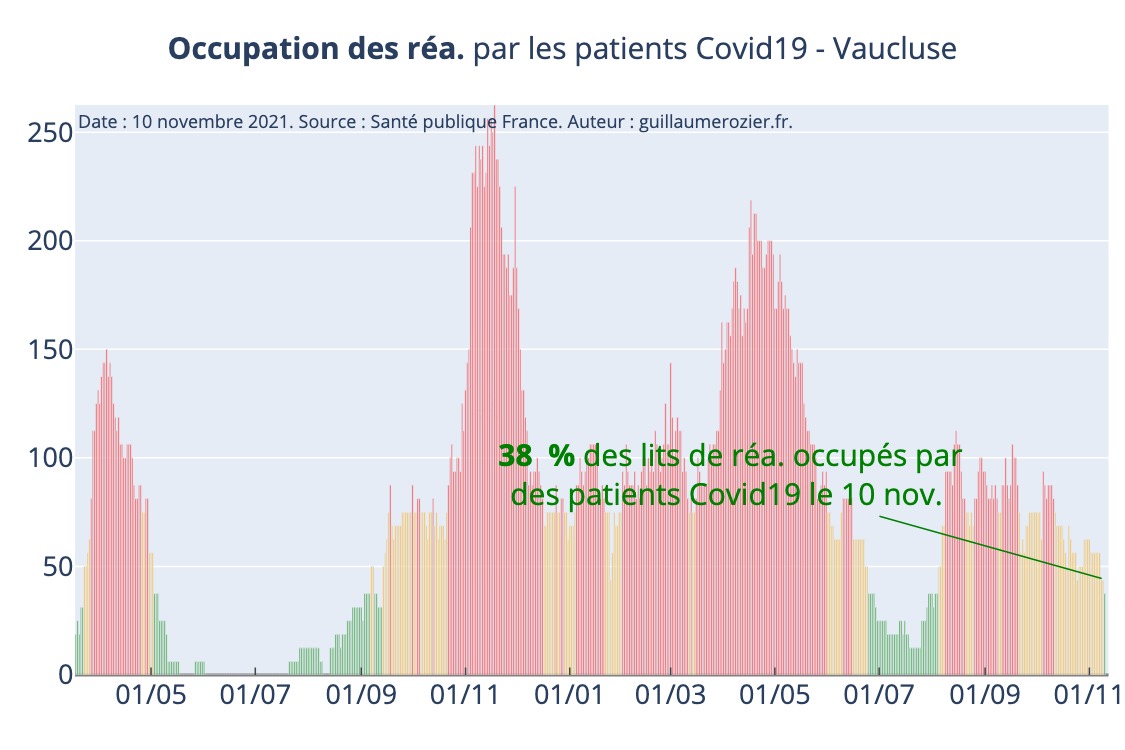 Occupation des réa. par les patients Covid19 - Vaucluse
Date : 10 novembre 2021. Source : Santé publique France. Auteur : guillaumerozier.fr.
250
200
150
100
50
0
38 % des lits de réa. occupés par
des patients Covid19 le 10 nov.
01/05 01/07 01/09 01/11 01/01 01/03 01/05 01/07 01/09 01/11